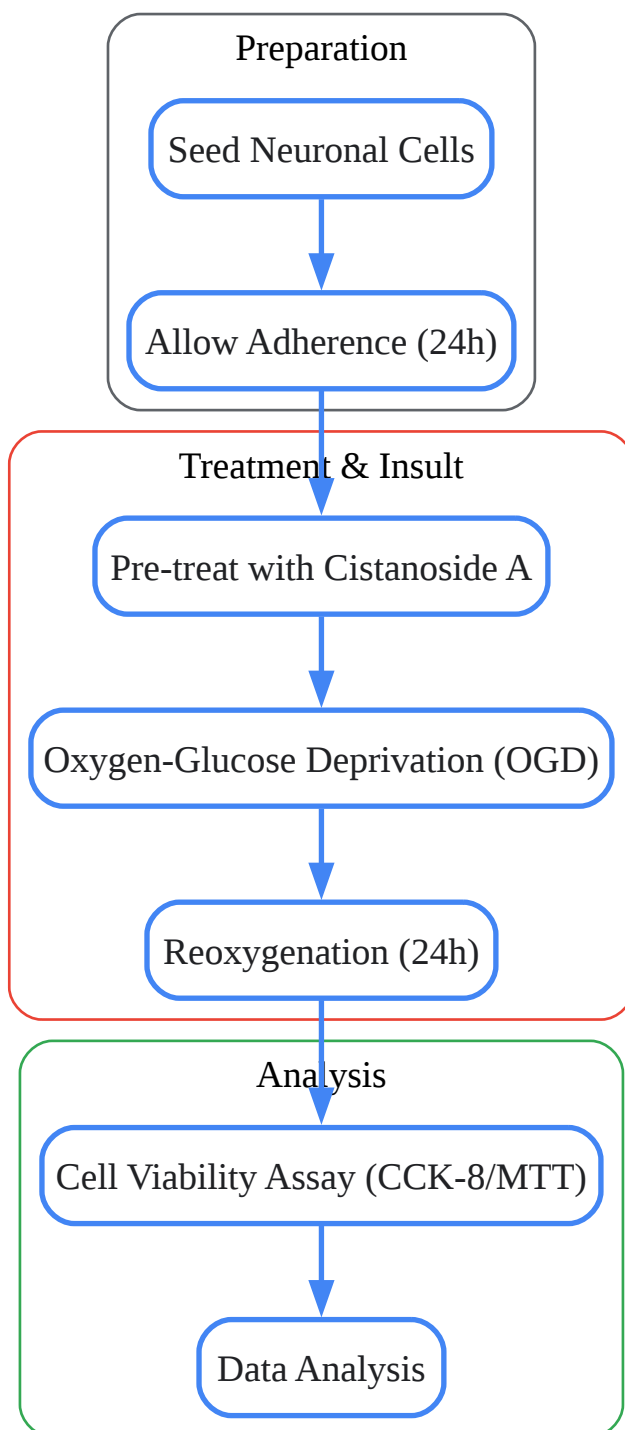 Preparation
Seed Neuronal Cells
Allow Adherence (24h)
Treatment & Insult
Pre-treat with Cistanoside A
Oxygen-Glucose Deprivation (OGD)
Reoxygenation (24h)
Analysis
Cell Viability Assay (CCK-8/MTT)
Data Analysis